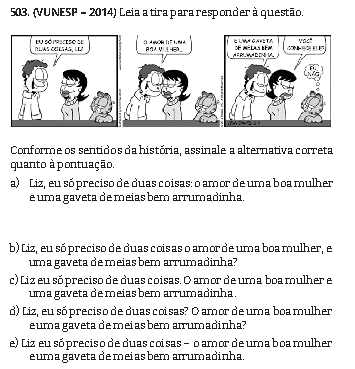 503. (VUNESP – 2014) Leia a tira para responder à questão.
EU SÓ PRECISO DE
DUAS COISAS, LIZ
O AMOR DE UMA
BOA MULHER...
E UMA GAVETA
DE MEIAS BEM
ARRUMADINHA.
VOCÊ
CONHECE ELE?
EU,
NÃO.
Conforme os sentidos da história, assinale a alternativa correta
quanto à pontuação.
a) Liz, eu só preciso de duas coisas: o amor de uma boa mulher
e uma gaveta de meias bem arrumadinha.
b) Liz, eu só preciso de duas coisas o amor de uma boa mulher, e
uma gaveta de meias bem arrumadinha?
c) Liz eu só preciso de duas coisas. O amor de uma boa mulher e
uma gaveta de meias bem arrumadinha.
d) Liz, eu só preciso de duas coisas? O amor de uma boa mulher
e uma gaveta de meias bem arrumadinha?
e) Liz eu só preciso de duas coisas – o amor de uma boa mulher
e uma gaveta de meias bem arrumadinha.